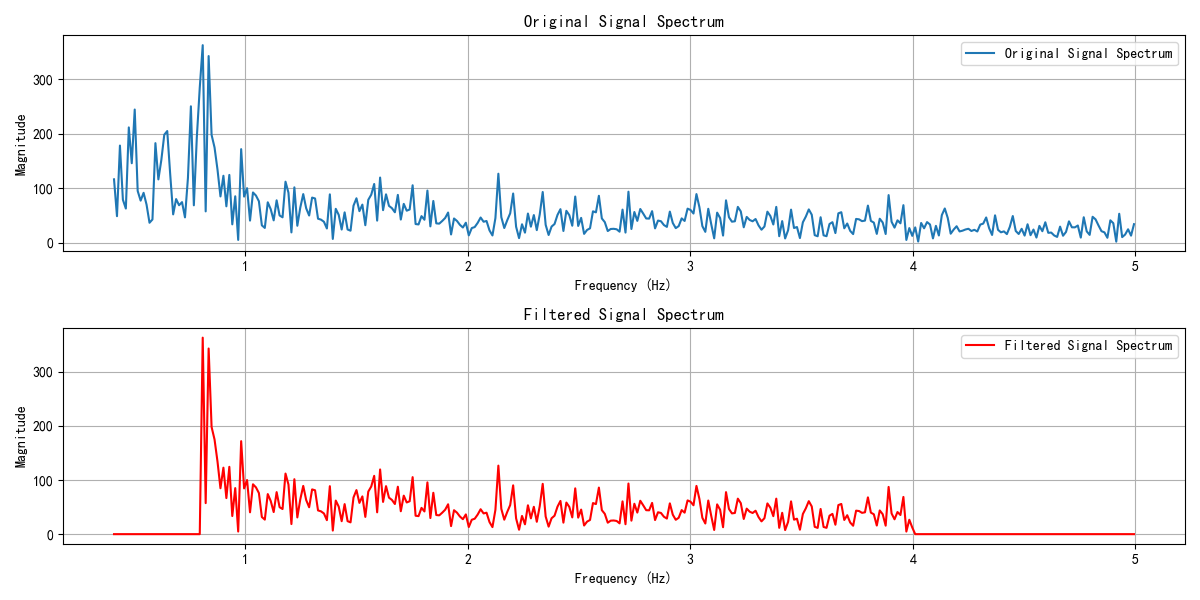 Original Signal Spectrum
Original Signal Spectrum
Magnitude
300
200
100
0
1
2
3
4
5
Frequency (Hz)
Filtered Signal Spectrum
Filtered Signal Spectrum
Magnitude
300
200
100
0
1
2
3
4
5
Frequency (Hz)